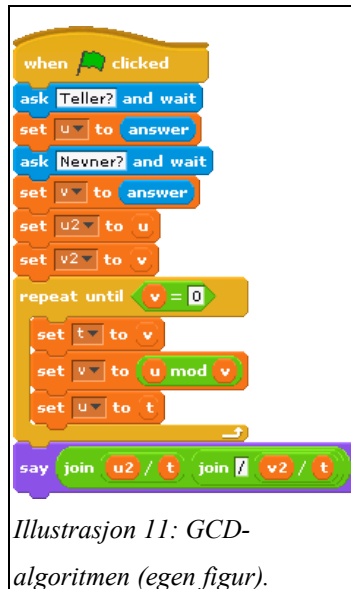 when clicked
ask Teller? and wait
set u to answer
ask Nevner? and wait
set v to answer
set u2 to u
set v2 to v
repeat until v = 0
set t to v
set v to u mod v
set u to t
say join u2 / t join / v2 / t
Illustrasjon 11: GCD-
algoritmen (egen figur).